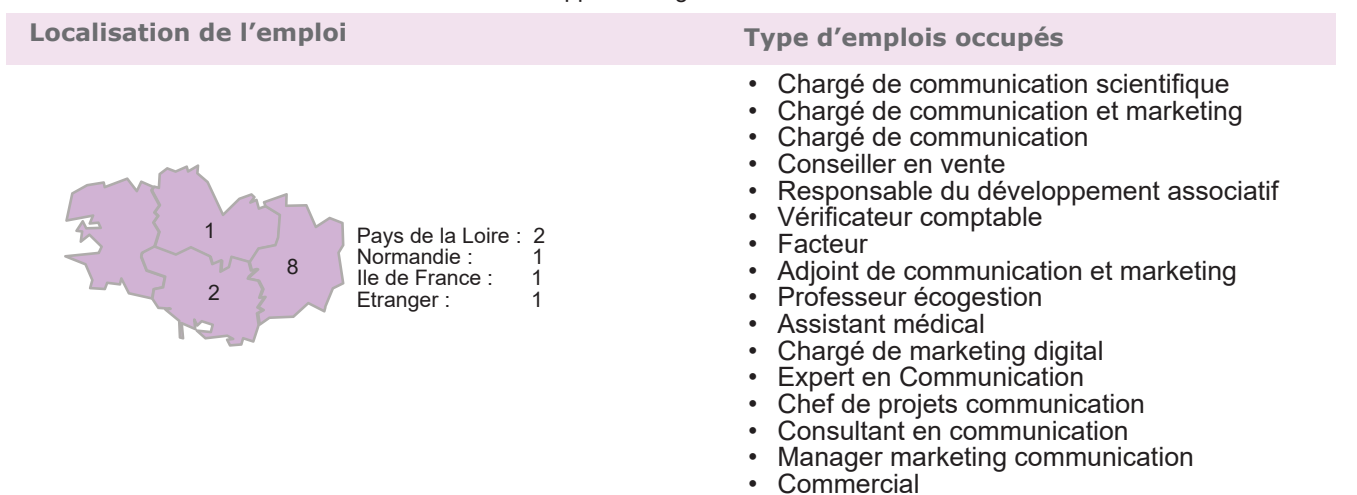 Localisation de l'emploi
Type d'emplois occupés
1
8
2
Pays de la Loire : 2
Normandie : 1
Ile de France : 1
Etranger : 1
• Chargé de communication scientifique
• Chargé de communication et marketing
• Chargé de communication
• Conseiller en vente
• Responsable du développement associatif
• Vérificateur comptable
• Facteur
• Adjoint de communication et marketing
• Professeur écogestion
• Assistant médical
• Chargé de marketing digital
• Expert en Communication
• Chef de projets communication
• Consultant en communication
• Manager marketing communication
• Commercial